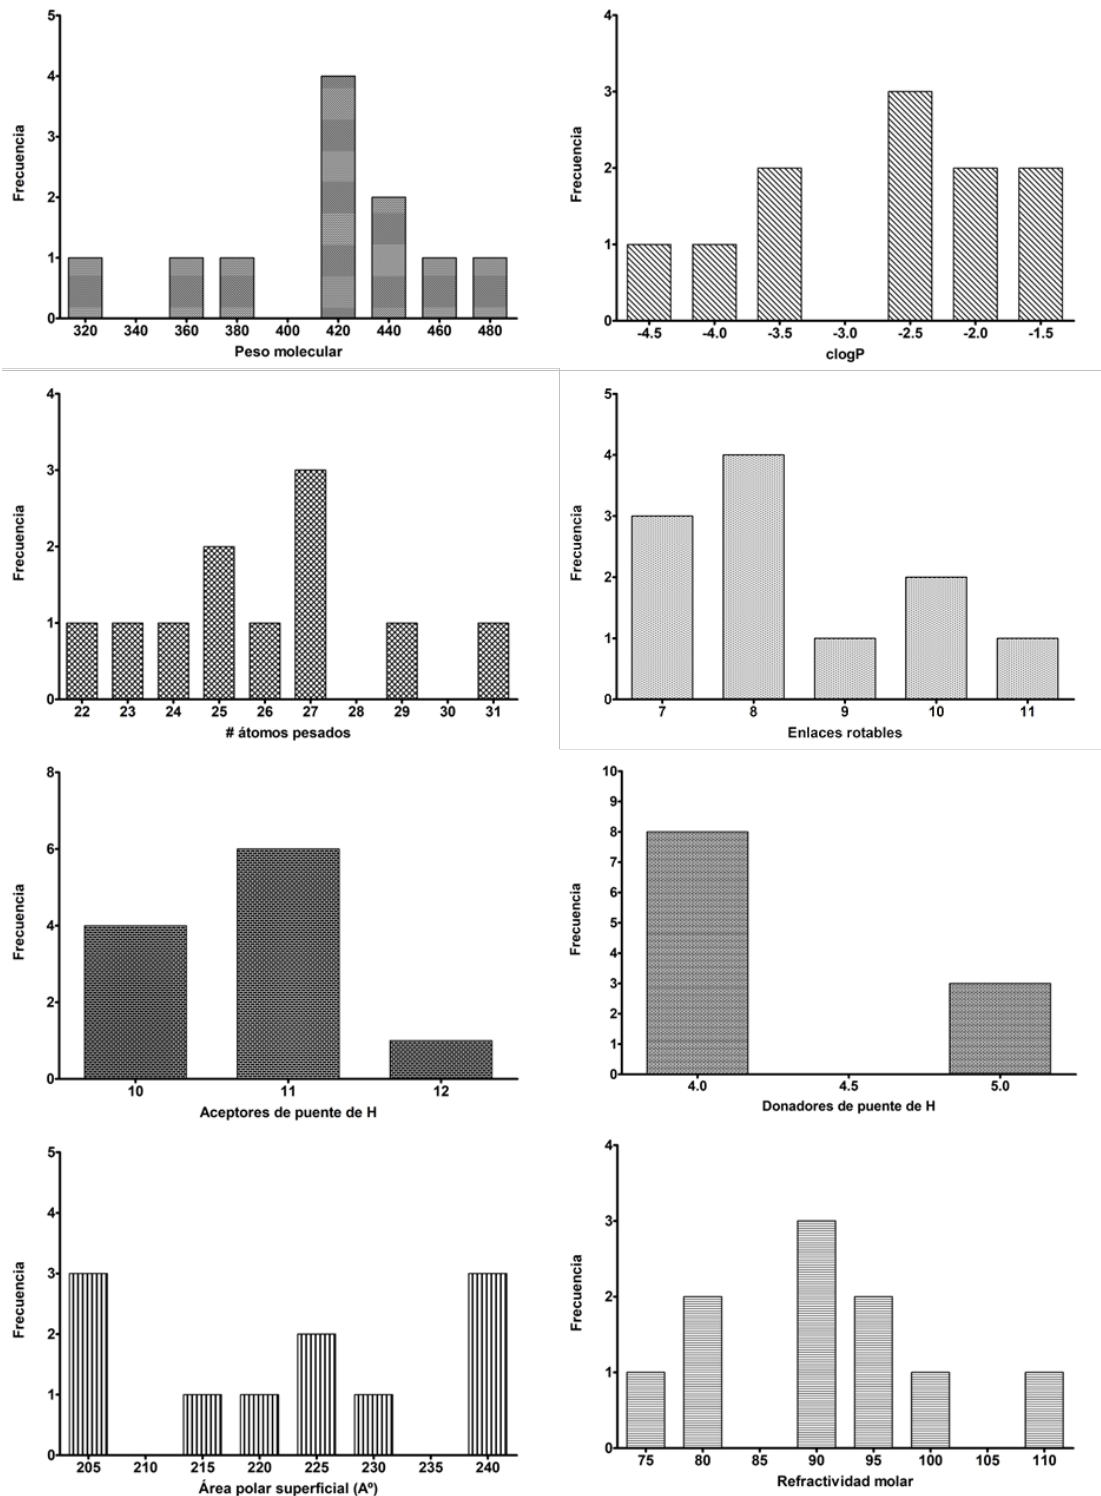 5
4
3
2
1
0
Frecuencia
320 340 360 380 400 420 440 460 480
Peso molecular
4
3
2
1
0
Frecuencia
-4.5 -4.0 -3.5 -3.0 -2.5 -2.0 -1.5
clogP
4
3
2
1
0
Frecuencia
22 23 24 25 26 27 28 29 30 31
# átomos pesados
5
4
3
2
1
0
Frecuencia
7 8 9 10 11
Enlaces rotables
8
6
4
2
0
Frecuencia
10 11 12
Aceptores de puente de H
10
9
8
7
6
5
4
3
2
1
0
Frecuencia
4.0 4.5 5.0
Donadores de puente de H
5
4
3
2
1
0
Frecuencia
205 210 215 220 225 230 235 240
Área polar superficial (Aº)
4
3
2
1
0
Frecuencia
75 80 85 90 95 100 105 110
Refractividad molar